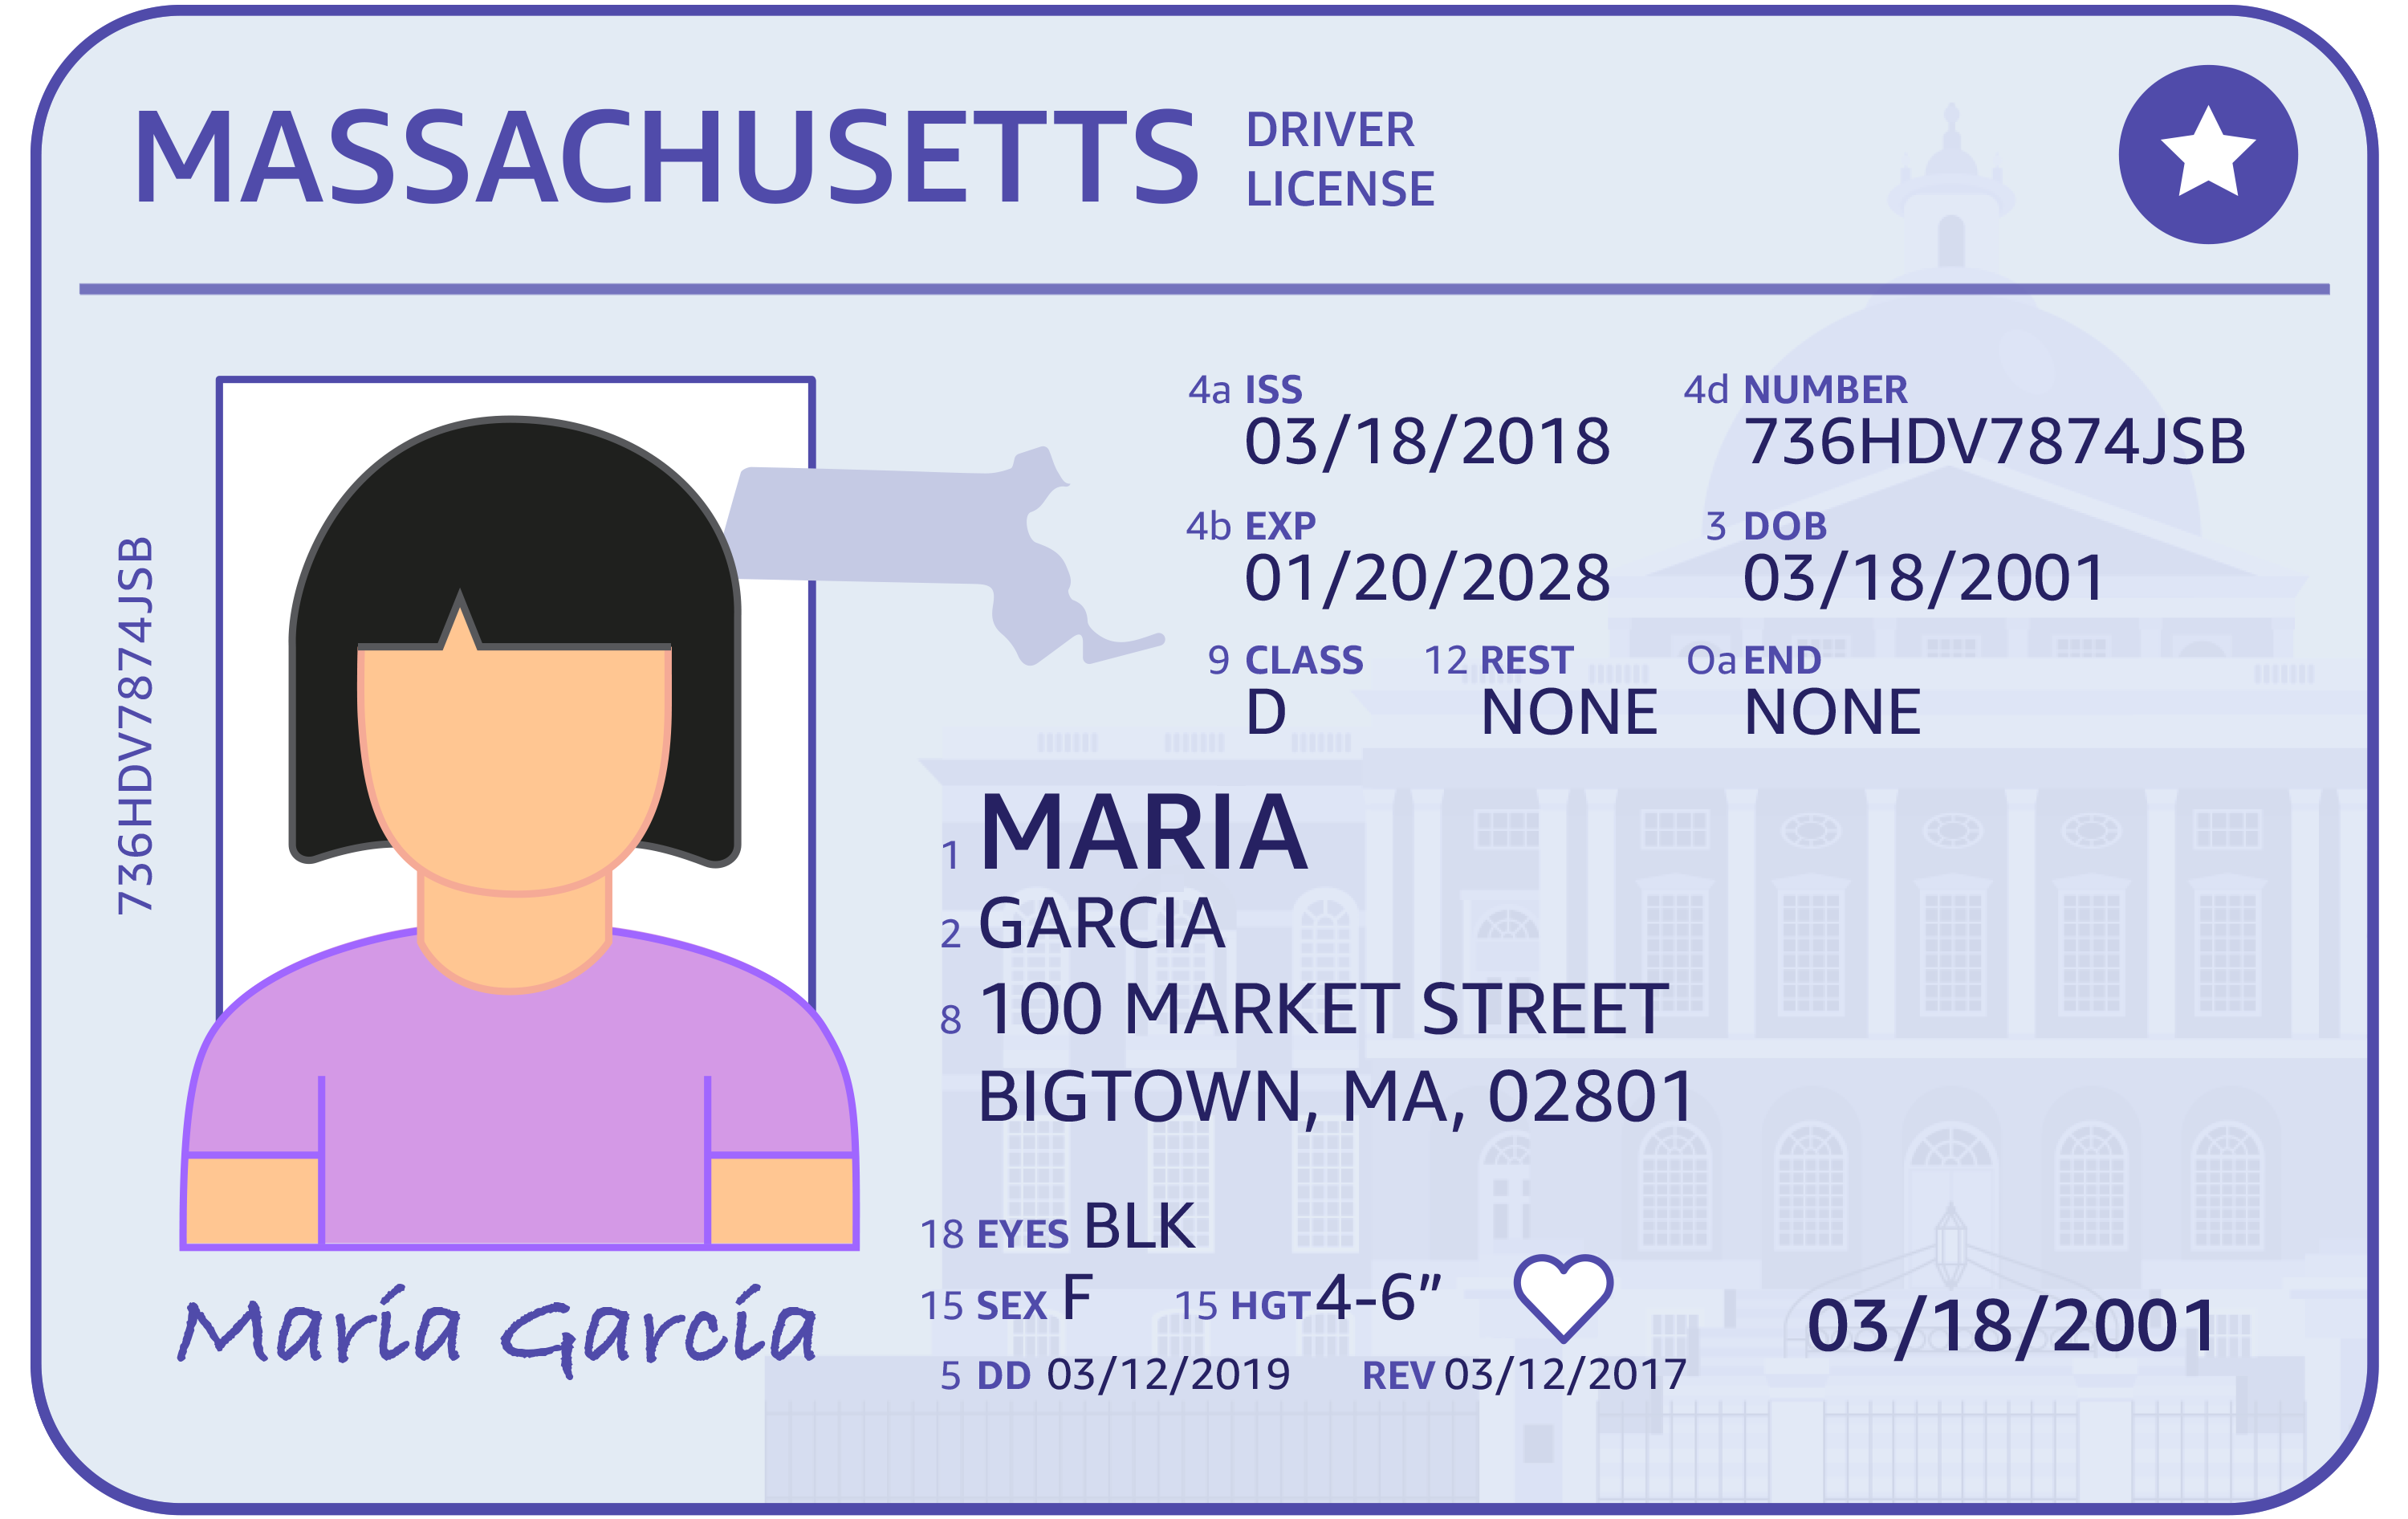 MASSACHUSETTS DRIVER LICENSE
736HDV7874JSB
4a ISS 4d NUMBER
03/18/2018 736HDV7874JSB
4b EXP 3 DOB
01/20/2028 03/18/2001
9 CLASS 12 REST Oa END
D NONE NONE
1 MARIA
2 GARCIA
8 100 MARKET STREET
BIGTOWN, MA, 02801
18 EYES BLK
15 SEX F 15 HGT 4-6”
5 DD 03/12/2019 REV 03/12/2017
03/18/2001
María García